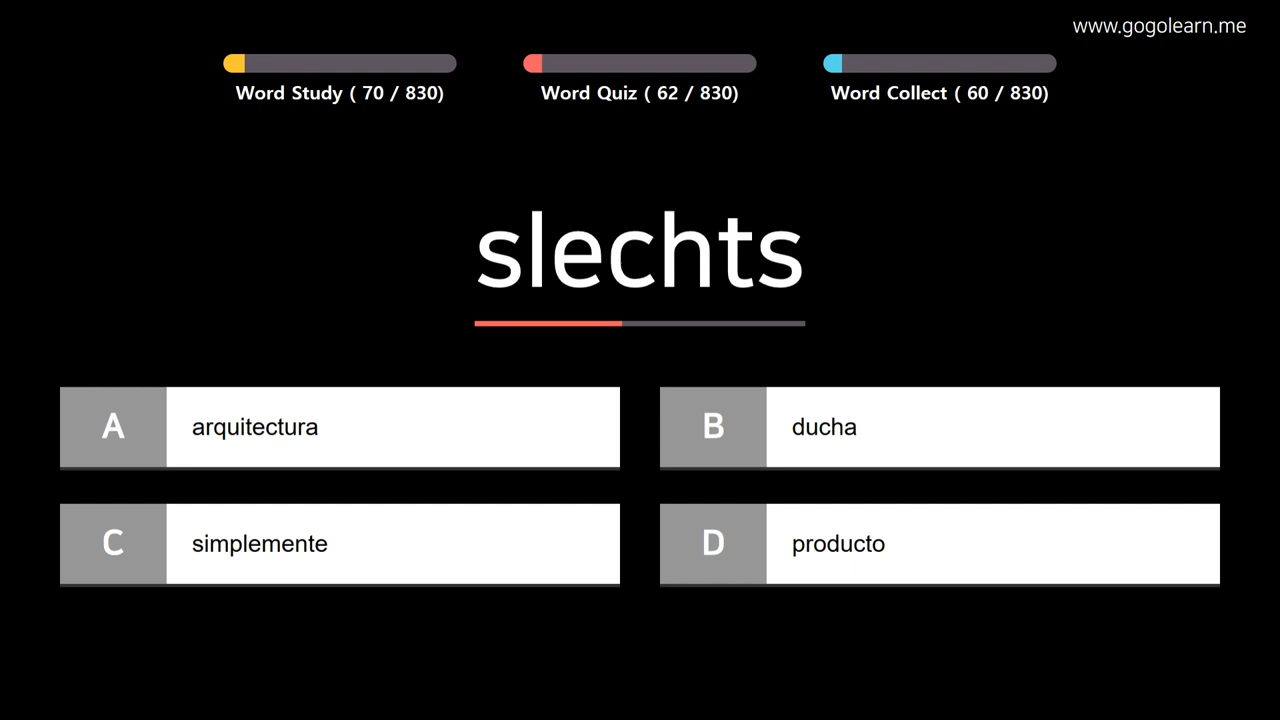 www.gogolearn.me
Word Study ( 70 / 830)
Word Quiz ( 62 / 830)
Word Collect ( 60 / 830)
slechts
A arquitectura
B ducha
C simplemente
D producto